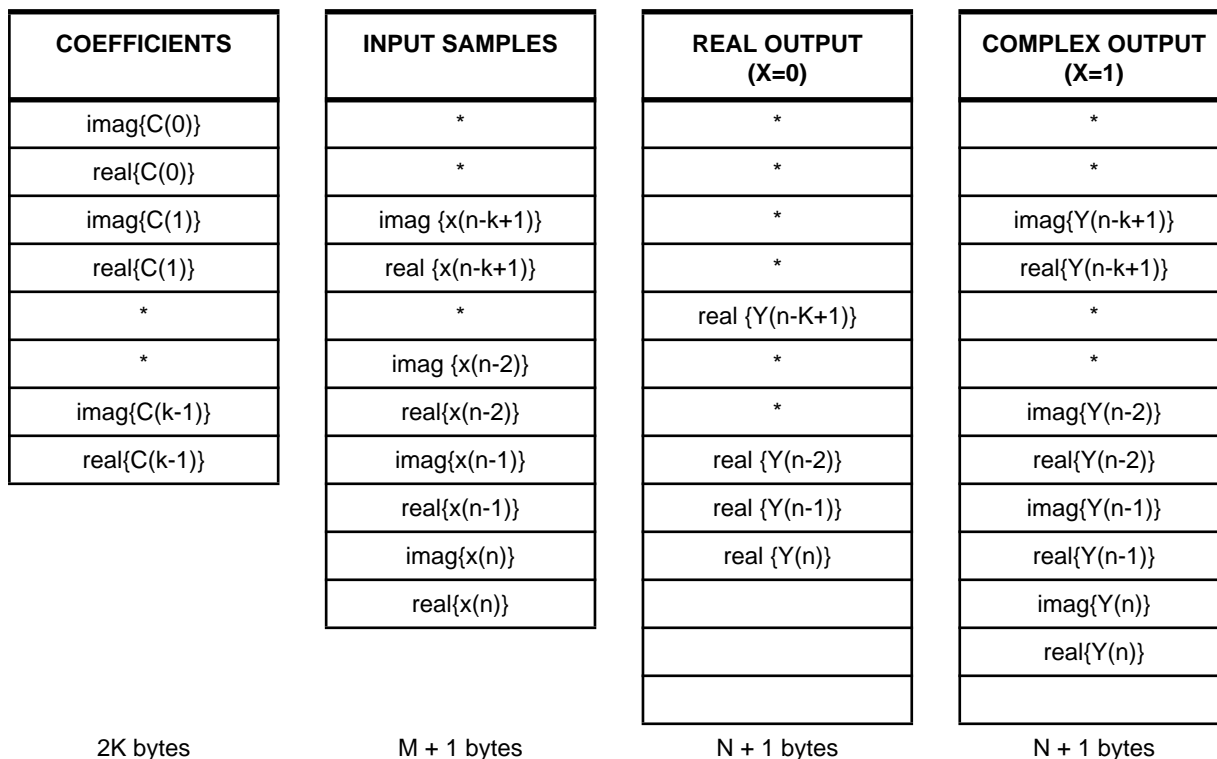 COEFFICIENTS
imag{C(0)}
real{C(0)}
imag{C(1)}
real{C(1)}
*
*
imag{C(k-1)}
real{C(k-1)}
2K bytes
INPUT SAMPLES
*
*
imag {x(n-k+1)}
real {x(n-k+1)}
*
imag {x(n-2)}
real{x(n-2)}
imag{x(n-1)}
real{x(n-1)}
imag{x(n)}
real{x(n)}
M + 1 bytes
REAL OUTPUT
(X=0)
*
*
*
*
real {Y(n-K+1)}
*
*
real {Y(n-2)}
real {Y(n-1)}
real {Y(n)}
N + 1 bytes
COMPLEX OUTPUT
(X=1)
*
*
imag{Y(n-k+1)}
real{Y(n-k+1)}
*
*
imag{Y(n-2)}
real{Y(n-2)}
imag{Y(n-1)}
real{Y(n-1)}
imag{Y(n)}
real{Y(n)}
N + 1 bytes